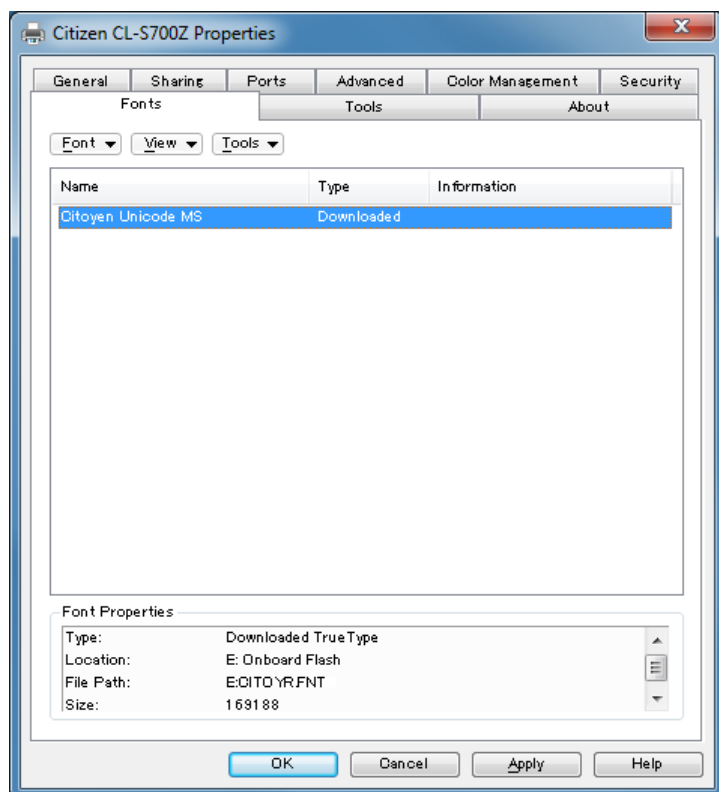 Citizen CL-S700Z Properties
General Sharing Ports Advanced Color Management Security
Fonts Tools About
Font View Tools
Name Type Information
Citoyen Unicode MS Downloaded
Font Properties
Type: Downloaded TrueType
Location: E: Onboard Flash
File Path: E:CITOYR.FNT
Size: 169188
OK Cancel Apply Help